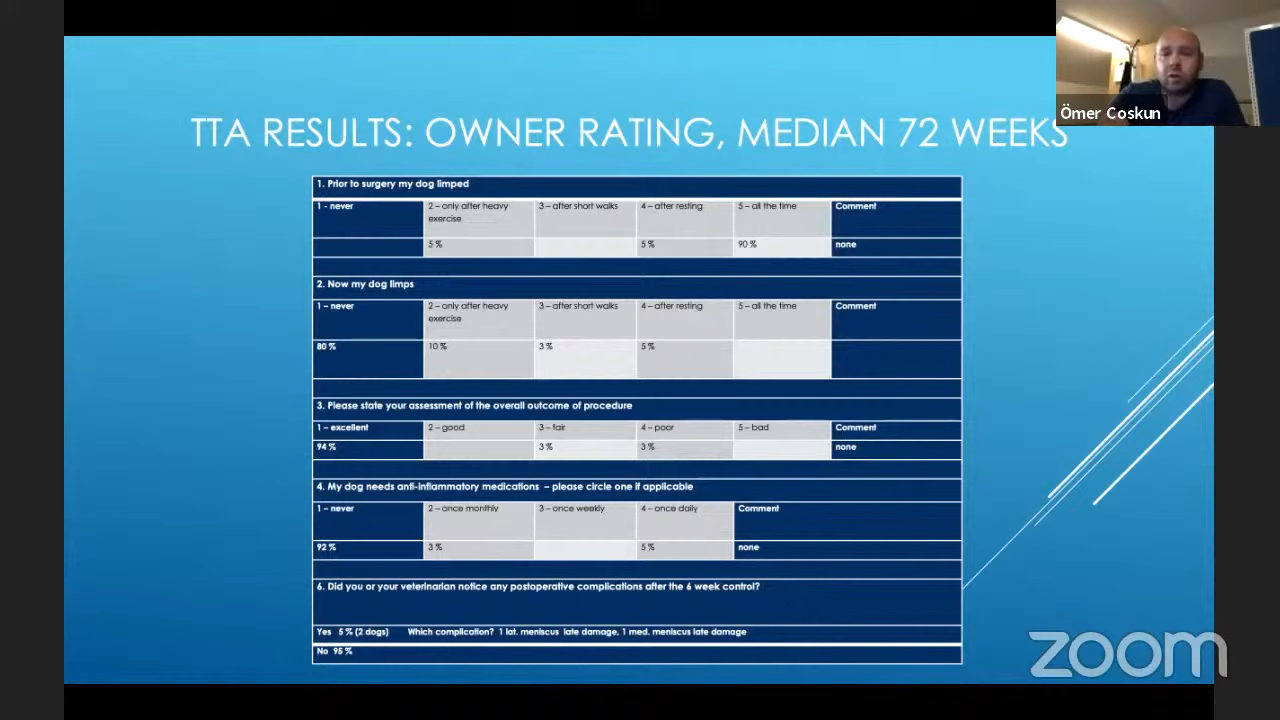 Ömer Coskun
TTA RESULTS: OWNER RATING, MEDIAN 72 WEEKS
1. Prior to surgery my dog limped
1 - never
2 – only after heavy
exercise
3 – after short walks
4 – after resting
5 – all the time
Comment
5 %
5 %
90 %
none
2. Now my dog limps
1 – never
2 – only after heavy
exercise
3 – after short walks
4 – after resting
5 – all the time
Comment
80 %
10 %
3 %
5 %
3. Please state your assessment of the overall outcome of procedure
1 – excellent
2 – good
3 – fair
4 – poor
5 – bad
Comment
94 %
3 %
3 %
none
4. My dog needs anti-inflammatory medications – please circle one if applicable
1 – never
2 – once monthly
3 – once weekly
4 – once daily
Comment
92 %
3 %
5 %
none
6. Did you or your veterinarian notice any postoperative complications after the 6 week control?
Yes 5 % (2 dogs) Which complication? 1 lat. meniscus late damage, 1 med. meniscus late damage
No 95 %
zoom